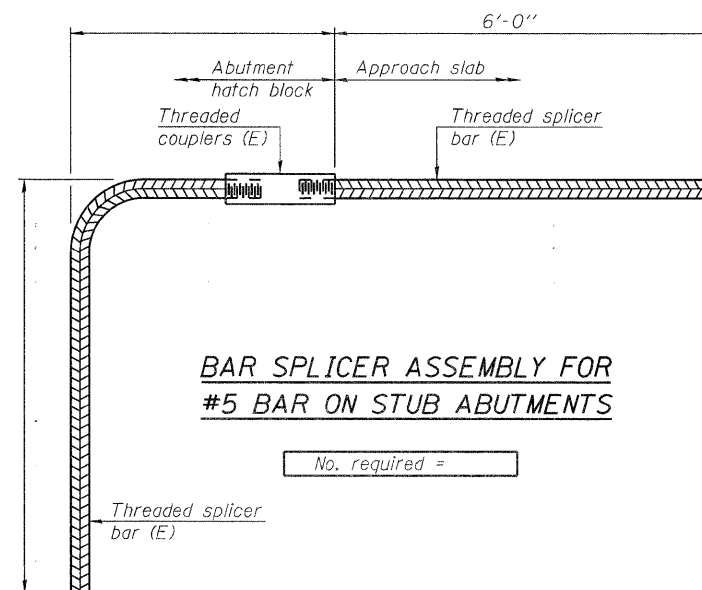 6'-0"
Abutment
hatch block
Approach slab
Threaded
couplers (E)
Threaded splicer
bar (E)
BAR SPLICER ASSEMBLY FOR
#5 BAR ON STUB ABUTMENTS
No. required =
Threaded splicer
bar (E)